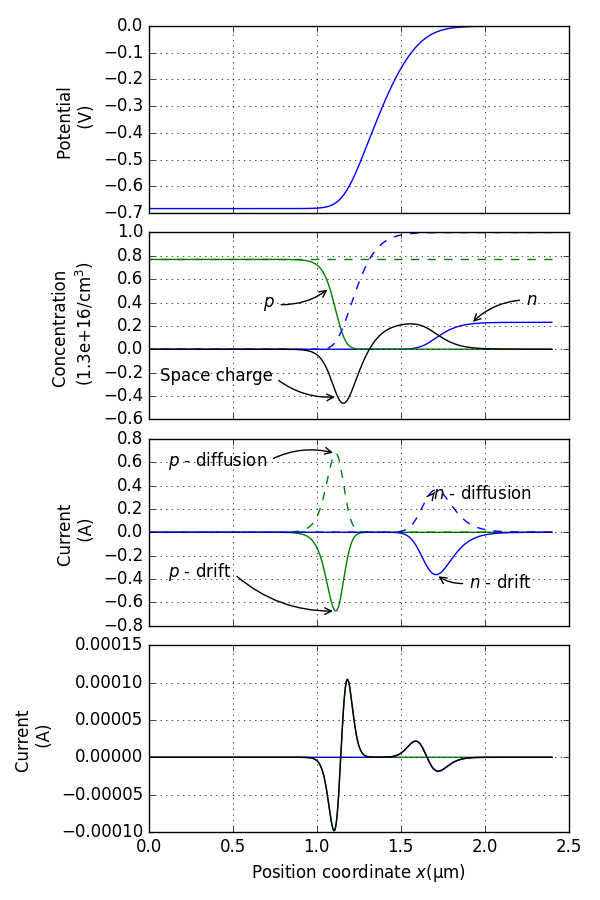 Potential
(V)
0.0
−0.1
−0.2
−0.3
−0.4
−0.5
−0.6
−0.7
Concentration
(1.3e+16/cm³)
1.0
0.8
0.6
0.4
0.2
0.0
−0.2
−0.4
−0.6
p
n
Space charge
Current
(A)
0.8
0.6
0.4
0.2
0.0
−0.2
−0.4
−0.6
−0.8
p - diffusion
n - diffusion
p - drift
n - drift
Current
(A)
0.00015
0.00010
0.00005
0.00000
−0.00005
−0.00010
0.0 0.5 1.0 1.5 2.0 2.5
Position coordinate x(μm)